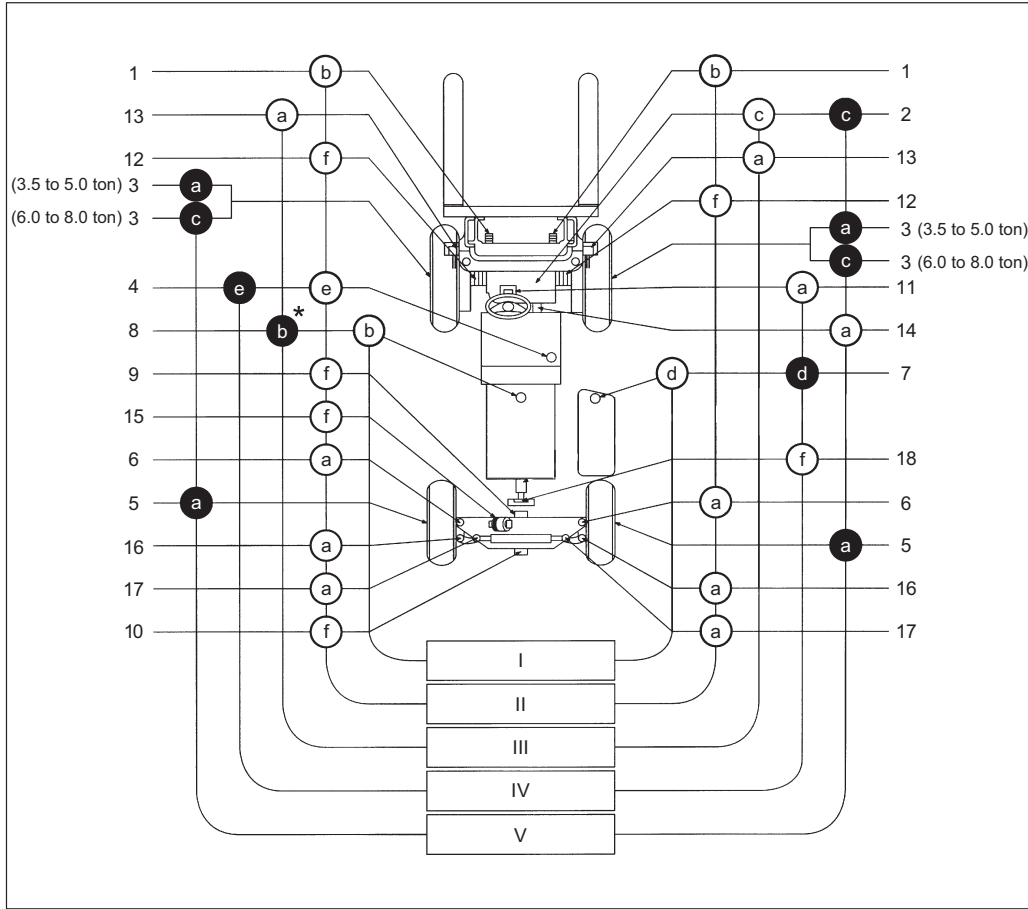 1 b b 1
13 a c c 2
12 f a 13
(3.5 to 5.0 ton) 3 a f 12
(6.0 to 8.0 ton) 3 c a 3 (3.5 to 5.0 ton)
c 3 (6.0 to 8.0 ton)
4 e e a 11
8 b * b a 14
9 f d d 7
15 f
6 a f 18
5 a a 6
16 a a 5
17 a a 16
10 f a 17
I
II
III
IV
V